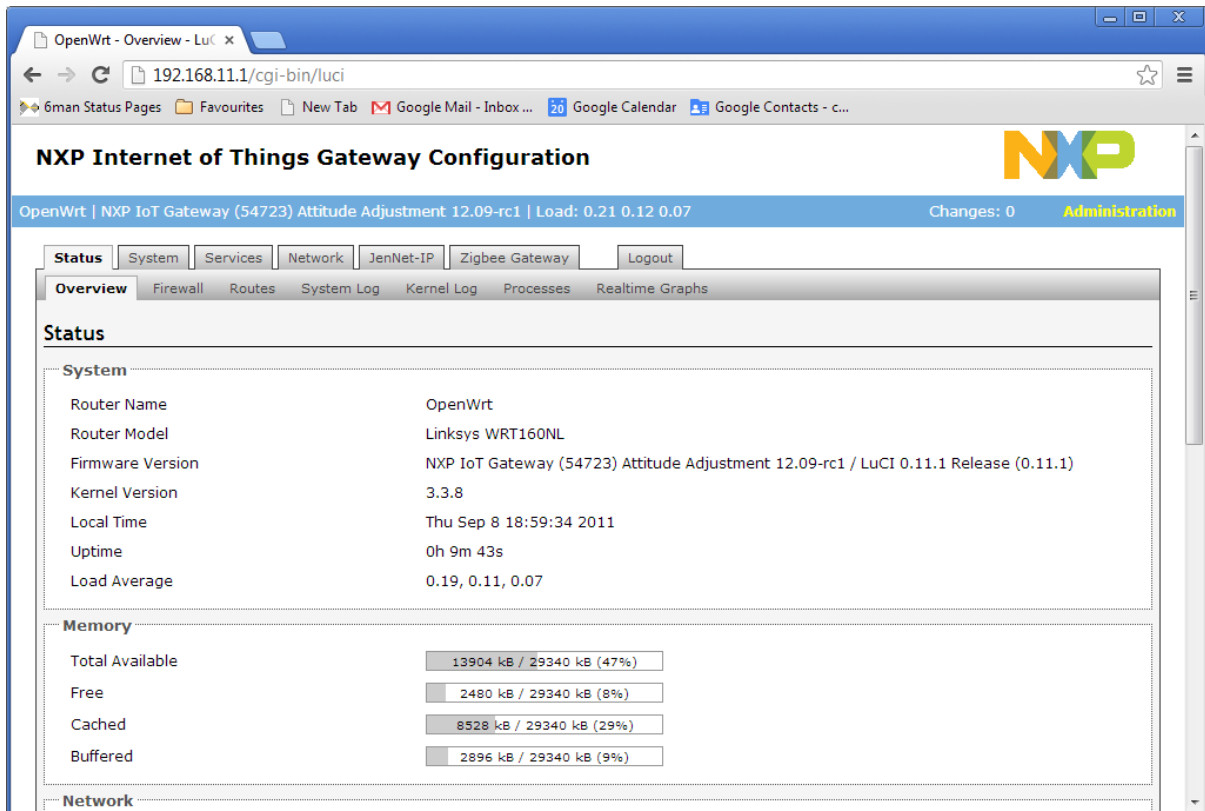 OpenWrt - Overview - LuC
192.168.11.1/cgi-bin/luci
6man Status Pages Favourites New Tab Google Mail - Inbox ... 20 Google Calendar Google Contacts - c...
NXP Internet of Things Gateway Configuration
NXP
OpenWrt | NXP IoT Gateway (54723) Attitude Adjustment 12.09-rc1 | Load: 0.21 0.12 0.07 Changes: 0 Administration
Status System Services Network JenNet-IP Zigbee Gateway Logout
Overview Firewall Routes System Log Kernel Log Processes Realtime Graphs
Status
System
Router Name OpenWrt
Router Model Linksys WRT160NL
Firmware Version NXP IoT Gateway (54723) Attitude Adjustment 12.09-rc1 / LuCI 0.11.1 Release (0.11.1)
Kernel Version 3.3.8
Local Time Thu Sep 8 18:59:34 2011
Uptime 0h 9m 43s
Load Average 0.19, 0.11, 0.07
Memory
Total Available 13904 kB / 29340 kB (47%)
Free 2480 kB / 29340 kB (8%)
Cached 8528 kB / 29340 kB (29%)
Buffered 2896 kB / 29340 kB (9%)
Network